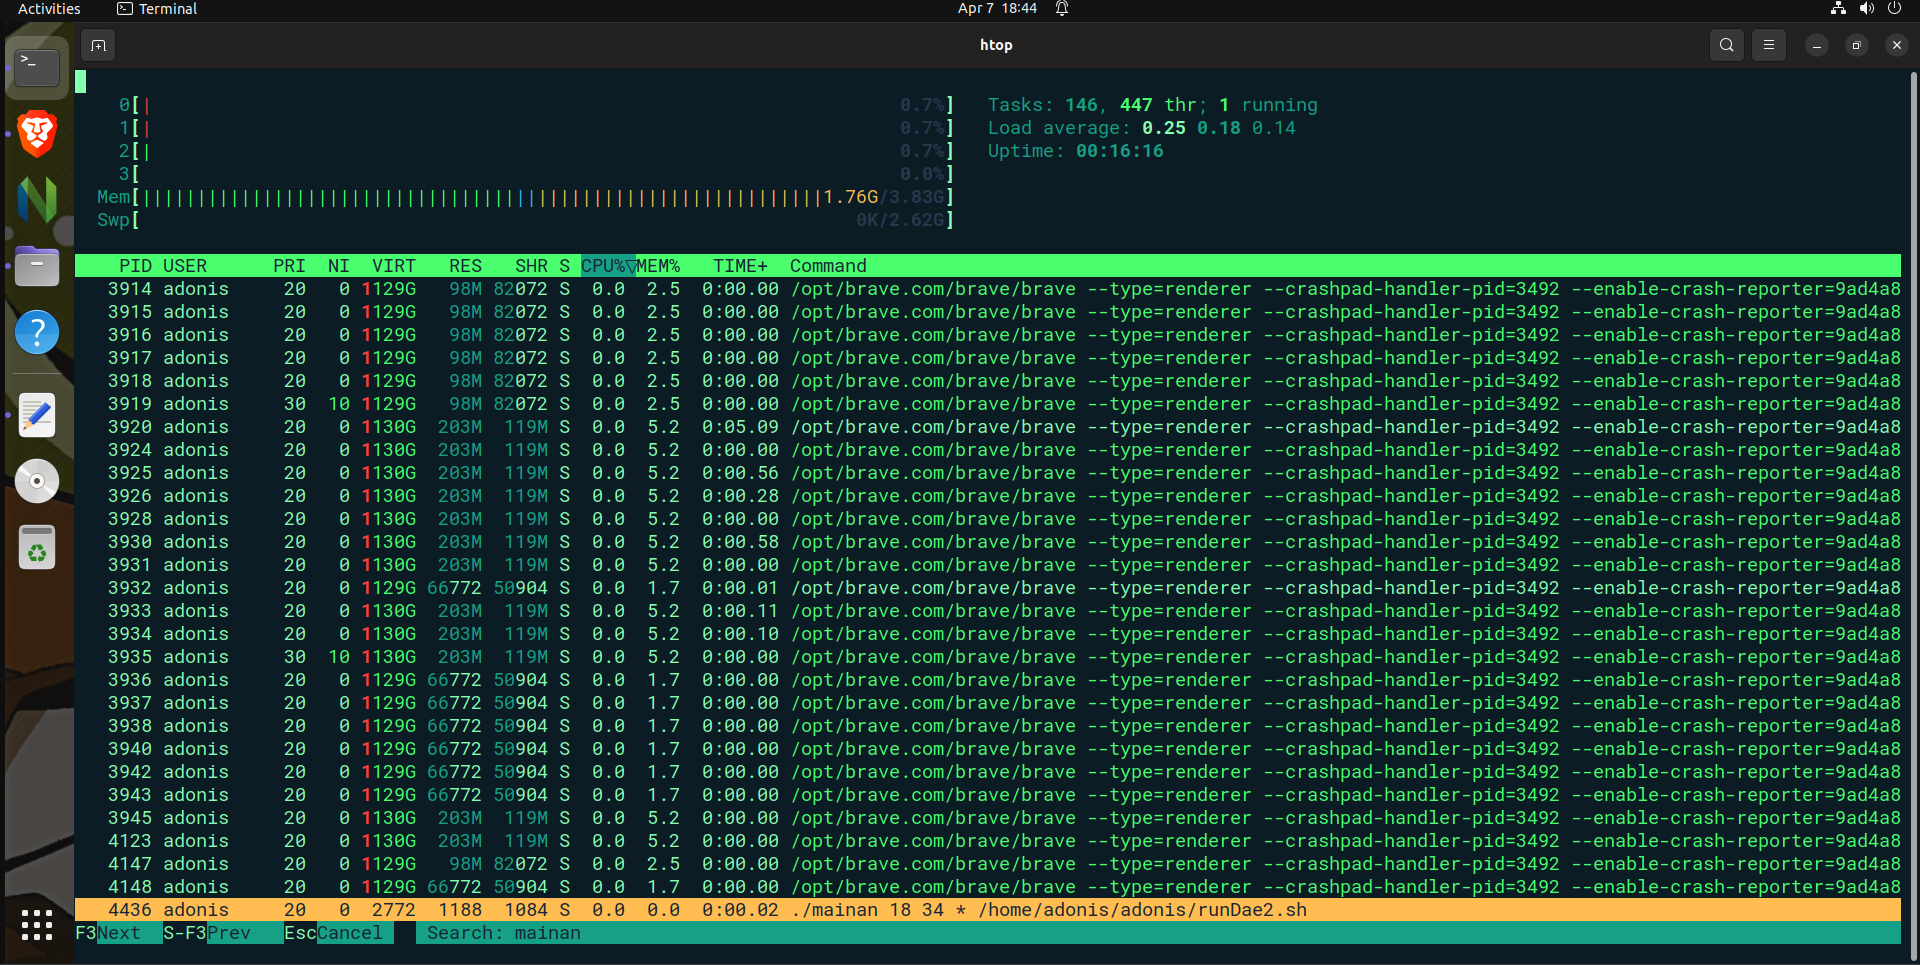 Activities Terminal Apr 7 18:44
htop
0[| 0.7%] Tasks: 146, 447 thr; 1 running
1[| 0.7%] Load average: 0.25 0.18 0.14
2[| 0.7%] Uptime: 00:16:16
3[ 0.0%]
Mem[||||||||||||||||||||||||||||||||||||||||||||||||||||||||||||||1.76G/3.83G]
Swp[ 0K/2.62G]
PID USER PRI NI VIRT RES SHR S CPU%▽MEM% TIME+ Command
3914 adonis 20 0 1129G 98M 82072 S 0.0 2.5 0:00.00 /opt/brave.com/brave/brave --type=renderer --crashpad-handler-pid=3492 --enable-crash-reporter=9ad4a8
3915 adonis 20 0 1129G 98M 82072 S 0.0 2.5 0:00.00 /opt/brave.com/brave/brave --type=renderer --crashpad-handler-pid=3492 --enable-crash-reporter=9ad4a8
3916 adonis 20 0 1129G 98M 82072 S 0.0 2.5 0:00.00 /opt/brave.com/brave/brave --type=renderer --crashpad-handler-pid=3492 --enable-crash-reporter=9ad4a8
3917 adonis 20 0 1129G 98M 82072 S 0.0 2.5 0:00.00 /opt/brave.com/brave/brave --type=renderer --crashpad-handler-pid=3492 --enable-crash-reporter=9ad4a8
3918 adonis 20 0 1129G 98M 82072 S 0.0 2.5 0:00.00 /opt/brave.com/brave/brave --type=renderer --crashpad-handler-pid=3492 --enable-crash-reporter=9ad4a8
3919 adonis 30 10 1129G 98M 82072 S 0.0 2.5 0:00.00 /opt/brave.com/brave/brave --type=renderer --crashpad-handler-pid=3492 --enable-crash-reporter=9ad4a8
3920 adonis 20 0 1130G 203M 119M S 0.0 5.2 0:05.09 /opt/brave.com/brave/brave --type=renderer --crashpad-handler-pid=3492 --enable-crash-reporter=9ad4a8
3924 adonis 20 0 1130G 203M 119M S 0.0 5.2 0:00.00 /opt/brave.com/brave/brave --type=renderer --crashpad-handler-pid=3492 --enable-crash-reporter=9ad4a8
3925 adonis 20 0 1130G 203M 119M S 0.0 5.2 0:00.56 /opt/brave.com/brave/brave --type=renderer --crashpad-handler-pid=3492 --enable-crash-reporter=9ad4a8
3926 adonis 20 0 1130G 203M 119M S 0.0 5.2 0:00.28 /opt/brave.com/brave/brave --type=renderer --crashpad-handler-pid=3492 --enable-crash-reporter=9ad4a8
3928 adonis 20 0 1130G 203M 119M S 0.0 5.2 0:00.00 /opt/brave.com/brave/brave --type=renderer --crashpad-handler-pid=3492 --enable-crash-reporter=9ad4a8
3930 adonis 20 0 1130G 203M 119M S 0.0 5.2 0:00.58 /opt/brave.com/brave/brave --type=renderer --crashpad-handler-pid=3492 --enable-crash-reporter=9ad4a8
3931 adonis 20 0 1130G 203M 119M S 0.0 5.2 0:00.00 /opt/brave.com/brave/brave --type=renderer --crashpad-handler-pid=3492 --enable-crash-reporter=9ad4a8
3932 adonis 20 0 1129G 66772 50904 S 0.0 1.7 0:00.01 /opt/brave.com/brave/brave --type=renderer --crashpad-handler-pid=3492 --enable-crash-reporter=9ad4a8
3933 adonis 20 0 1130G 203M 119M S 0.0 5.2 0:00.11 /opt/brave.com/brave/brave --type=renderer --crashpad-handler-pid=3492 --enable-crash-reporter=9ad4a8
3934 adonis 20 0 1130G 203M 119M S 0.0 5.2 0:00.10 /opt/brave.com/brave/brave --type=renderer --crashpad-handler-pid=3492 --enable-crash-reporter=9ad4a8
3935 adonis 30 10 1130G 203M 119M S 0.0 5.2 0:00.00 /opt/brave.com/brave/brave --type=renderer --crashpad-handler-pid=3492 --enable-crash-reporter=9ad4a8
3936 adonis 20 0 1129G 66772 50904 S 0.0 1.7 0:00.00 /opt/brave.com/brave/brave --type=renderer --crashpad-handler-pid=3492 --enable-crash-reporter=9ad4a8
3937 adonis 20 0 1129G 66772 50904 S 0.0 1.7 0:00.00 /opt/brave.com/brave/brave --type=renderer --crashpad-handler-pid=3492 --enable-crash-reporter=9ad4a8
3938 adonis 20 0 1129G 66772 50904 S 0.0 1.7 0:00.00 /opt/brave.com/brave/brave --type=renderer --crashpad-handler-pid=3492 --enable-crash-reporter=9ad4a8
3940 adonis 20 0 1129G 66772 50904 S 0.0 1.7 0:00.00 /opt/brave.com/brave/brave --type=renderer --crashpad-handler-pid=3492 --enable-crash-reporter=9ad4a8
3942 adonis 20 0 1129G 66772 50904 S 0.0 1.7 0:00.00 /opt/brave.com/brave/brave --type=renderer --crashpad-handler-pid=3492 --enable-crash-reporter=9ad4a8
3943 adonis 20 0 1129G 66772 50904 S 0.0 1.7 0:00.00 /opt/brave.com/brave/brave --type=renderer --crashpad-handler-pid=3492 --enable-crash-reporter=9ad4a8
3945 adonis 20 0 1130G 203M 119M S 0.0 5.2 0:00.00 /opt/brave.com/brave/brave --type=renderer --crashpad-handler-pid=3492 --enable-crash-reporter=9ad4a8
4123 adonis 20 0 1130G 203M 119M S 0.0 5.2 0:00.00 /opt/brave.com/brave/brave --type=renderer --crashpad-handler-pid=3492 --enable-crash-reporter=9ad4a8
4147 adonis 20 0 1129G 98M 82072 S 0.0 2.5 0:00.00 /opt/brave.com/brave/brave --type=renderer --crashpad-handler-pid=3492 --enable-crash-reporter=9ad4a8
4148 adonis 20 0 1129G 66772 50904 S 0.0 1.7 0:00.00 /opt/brave.com/brave/brave --type=renderer --crashpad-handler-pid=3492 --enable-crash-reporter=9ad4a8
4436 adonis 20 0 2772 1188 1084 S 0.0 0.0 0:00.02 ./mainan 18 34 * /home/adonis/adonis/runDae2.sh
F3Next S-F3Prev EscCancel Search: mainan